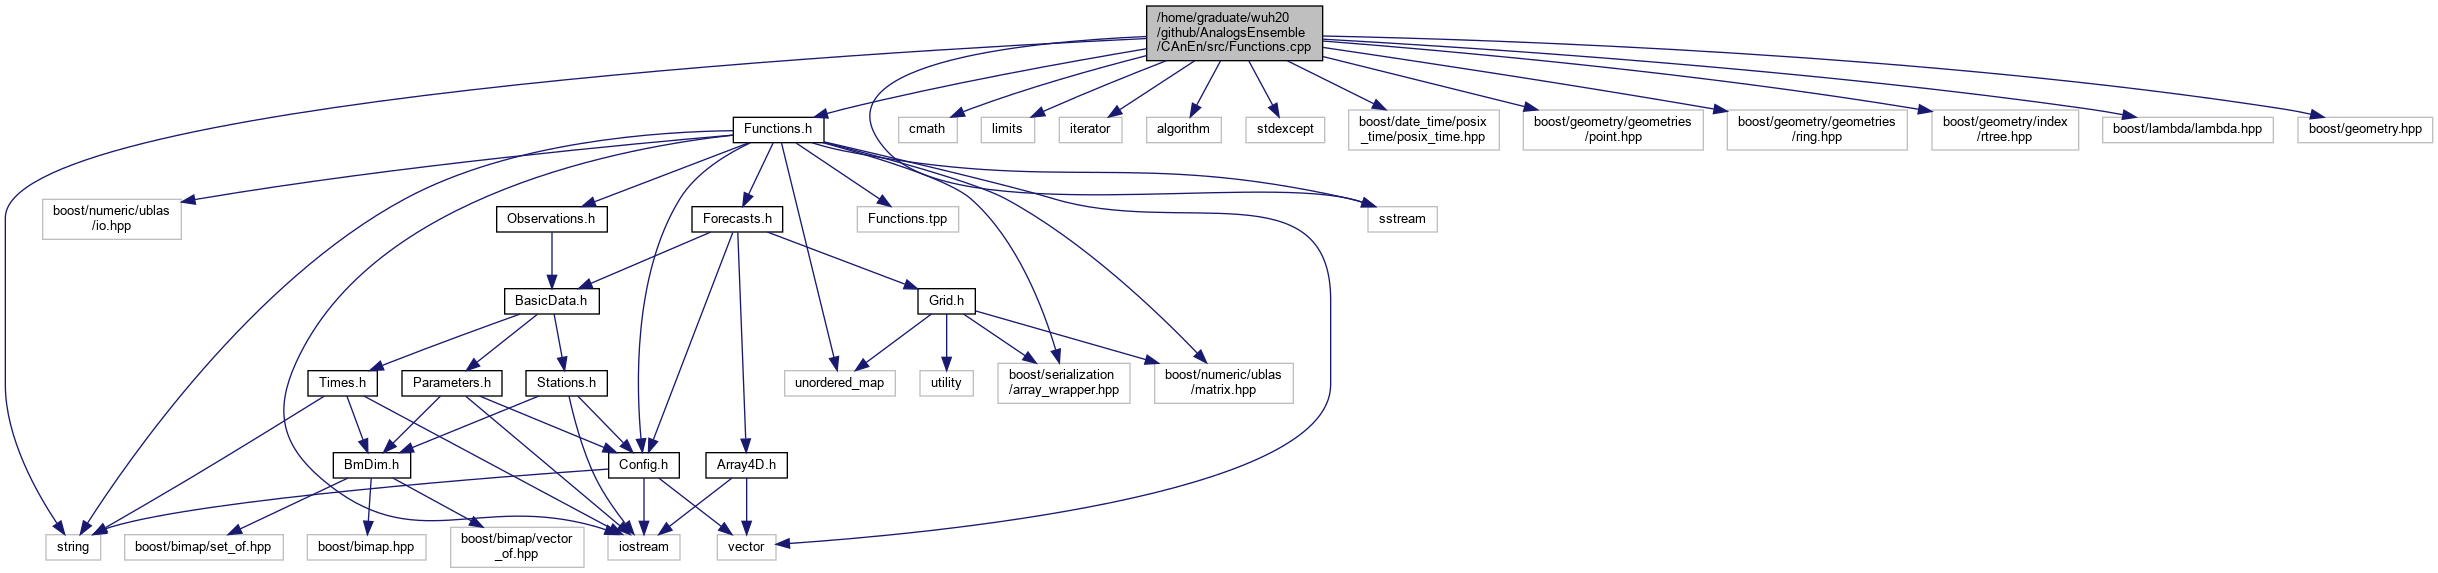 /home/graduate/wuh20
/github/AnalogsEnsemble
/CAnEn/src/Functions.cpp
Functions.h
cmath
limits
iterator
algorithm
stdexcept
boost/date_time/posix
_time/posix_time.hpp
boost/geometry/geometries
/point.hpp
boost/geometry/geometries
/ring.hpp
boost/geometry/index
/rtree.hpp
boost/lambda/lambda.hpp
boost/geometry.hpp
boost/numeric/ublas
/io.hpp
Observations.h
Forecasts.h
Functions.tpp
sstream
BasicData.h
Grid.h
Times.h
Parameters.h
Stations.h
unordered_map
utility
boost/serialization
/array_wrapper.hpp
boost/numeric/ublas
/matrix.hpp
BmDim.h
Config.h
Array4D.h
string
boost/bimap/set_of.hpp
boost/bimap.hpp
boost/bimap/vector
_of.hpp
iostream
vector